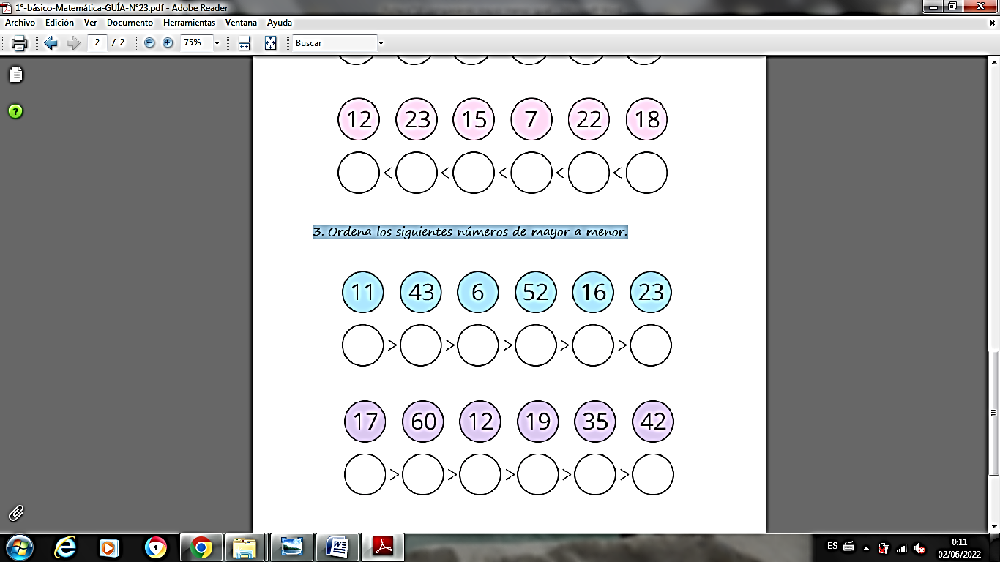 1°-básico-Matemática-GUÍA-N°23.pdf - Adobe Reader
Archivo Edición Ver Documento Herramientas Ventana Ayuda
2 / 2 75% Buscar
12 23 15 7 22 18
< < < < <
3. Ordena los siguientes números de mayor a menor.
11 43 6 52 16 23
> > > > >
17 60 12 19 35 42
> > > > >
ES 0:11
02/06/2022